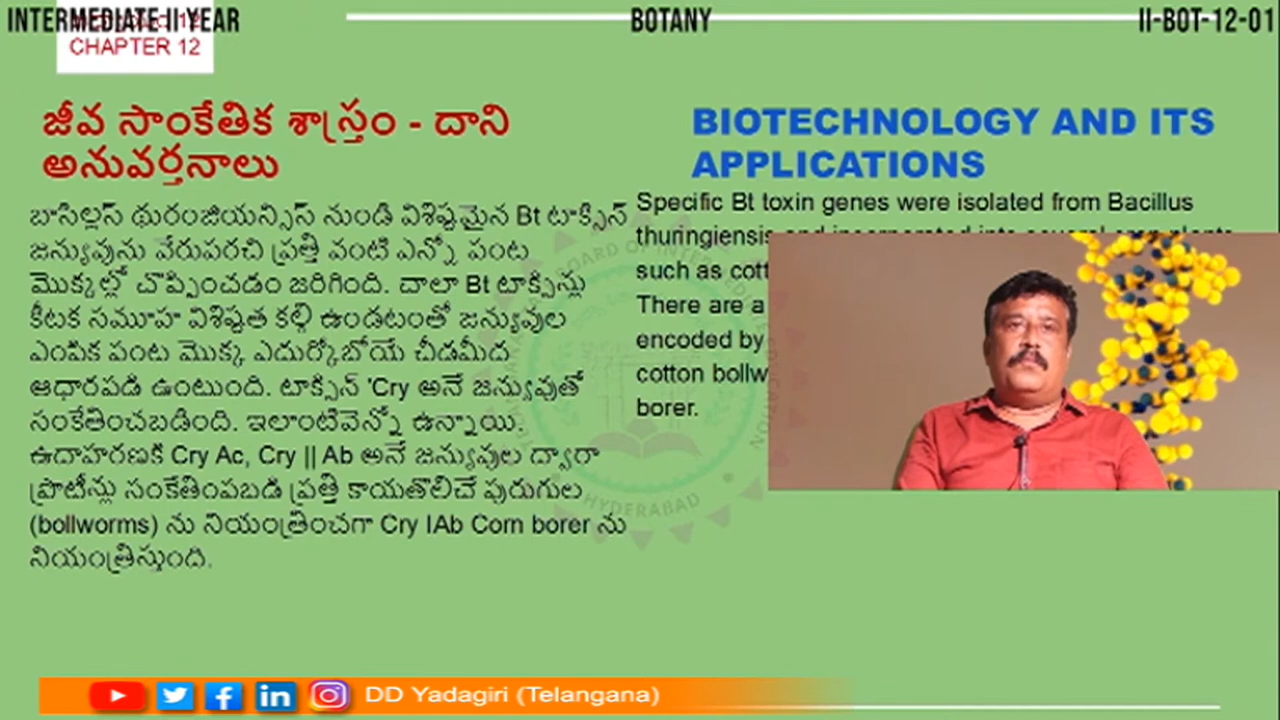 INTERMEDIATE II YEAR
BOTANY
II-BOT-12-01
CHAPTER 12
జీవ సాంకేతిక శాస్త్రం - దాని
అనువర్తనాలు
బాసిల్లస్ థురంజియన్సిస్ నుండి విశిష్టమైన Bt టాక్సిన్
జన్యువును వేరుపరచి ప్రత్తి వంటి ఎన్నో పంట
మొక్కల్లో చొప్పించడం జరిగింది. చాలా Bt టాక్సిన్లు
కీటక సమూహ విశిష్టత కల్గి ఉండటంతో జన్యువుల
ఎంపిక పంట మొక్క ఎదుర్కోబోయే చీడమీద
ఆధారపడి ఉంటుంది. టాక్సిన్ 'Cry అనే జన్యువుతో
సంకేతించబడింది. ఇలాంటివెన్నో ఉన్నాయి.
ఉదాహరణకి Cry Ac, Cry || Ab అనే జన్యువుల ద్వారా
ప్రొటీన్లు సంకేతింపబడి ప్రత్తి కాయతొలిచే పురుగుల
(bollworms) ను నియంత్రించగా Cry IAb Corn borer ను
నియంత్రిస్తుంది.
BIOTECHNOLOGY AND ITS
APPLICATIONS
Specific Bt toxin genes were isolated from Bacillus
thuringiensis
such as
There are a
encoded by
cotton
borer.
HYDERABAD
DD Yadagiri (Telangana)